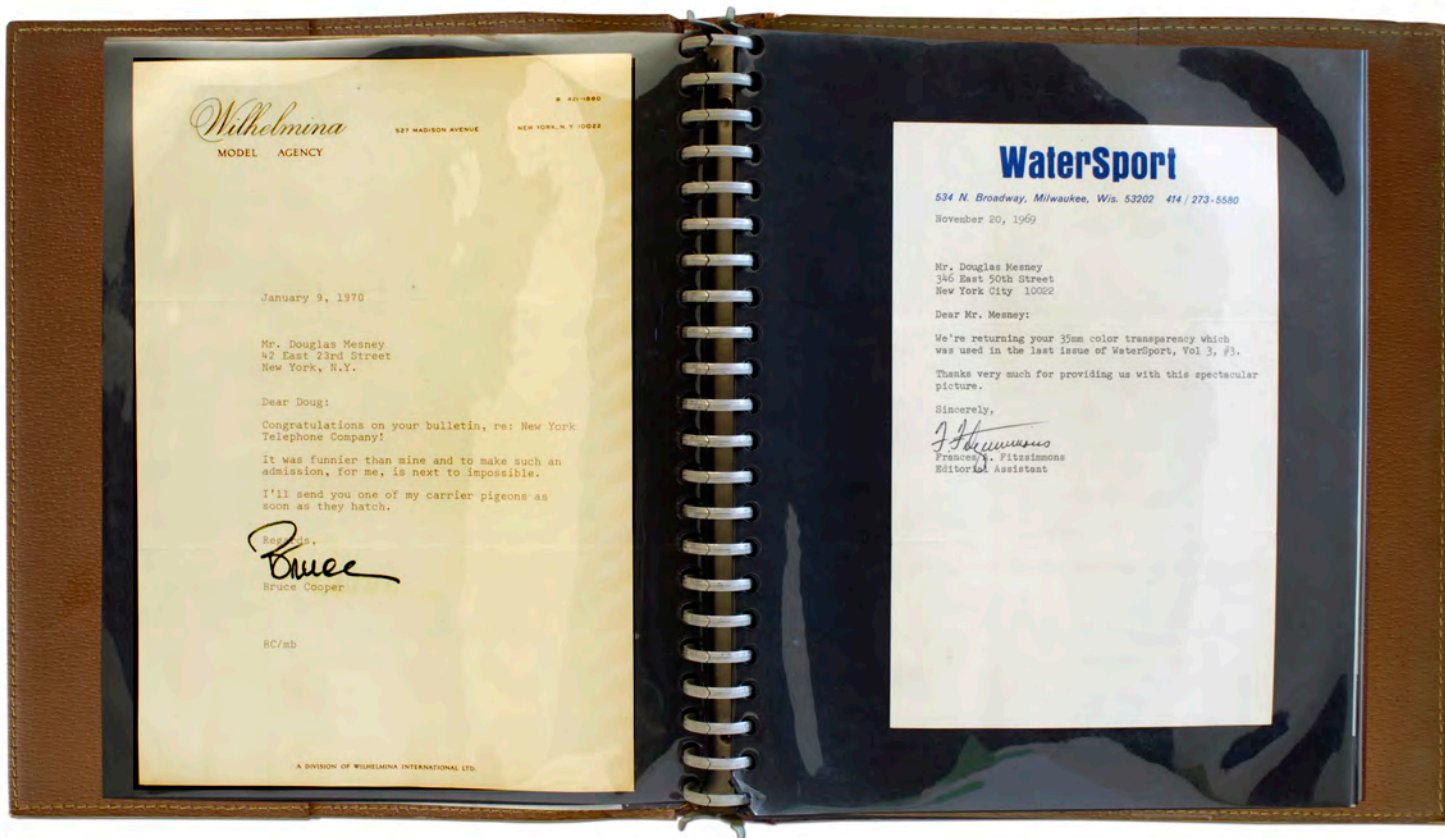 Wilhelmina
MODEL AGENCY
527 MADISON AVENUE
NEW YORK, N. Y. 10022
January 9, 1970
Mr. Douglas Mesney
42 East 23rd Street
New York, N.Y.
Dear Doug:
Congratulations on your bulletin, re: New York
Telephone Company!
It was funnier than mine and to make such an
admission, for me, is next to impossible.
I'll send you one of my carrier pigeons as
soon as they hatch.
Regards,
Bruce
Bruce Cooper
BC/mb
A DIVISION OF WILHELMINA INTERNATIONAL LTD.
WaterSport
534 N. Broadway, Milwaukee, Wis. 53202 414 / 273-5580
November 20, 1969
Mr. Douglas Mesney
346 East 50th Street
New York City 10022
Dear Mr. Mesney:
We're returning your 35mm color transparency which
was used in the last issue of WaterSport, Vol 3, #3.
Thanks very much for providing us with this spectacular
picture.
Sincerely,
F. Fitzsimmons
Frances Fitzsimmons
Editorial Assistant